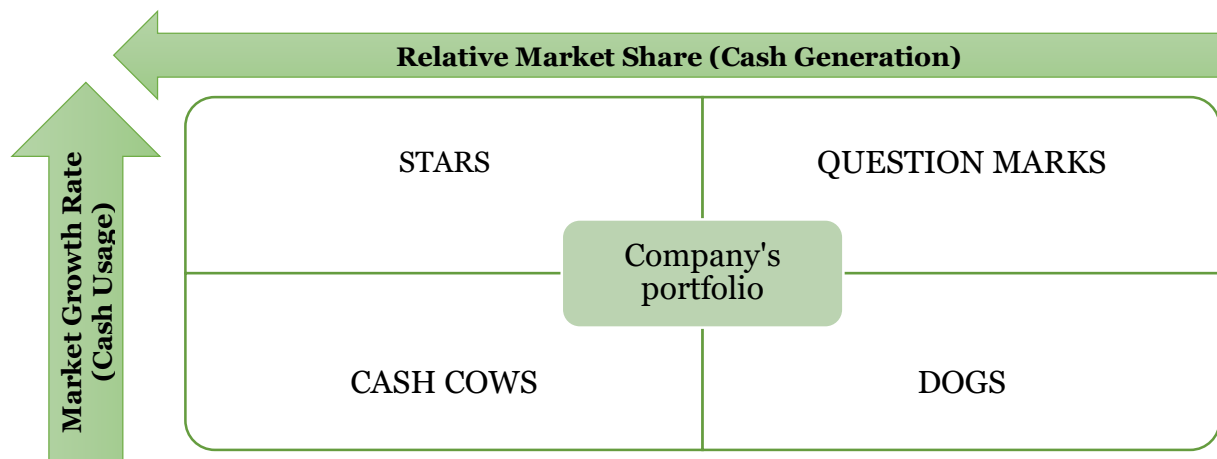 Relative Market Share (Cash Generation)
Market Growth Rate
(Cash Usage)
STARS
QUESTION MARKS
Company's
portfolio
CASH COWS
DOGS